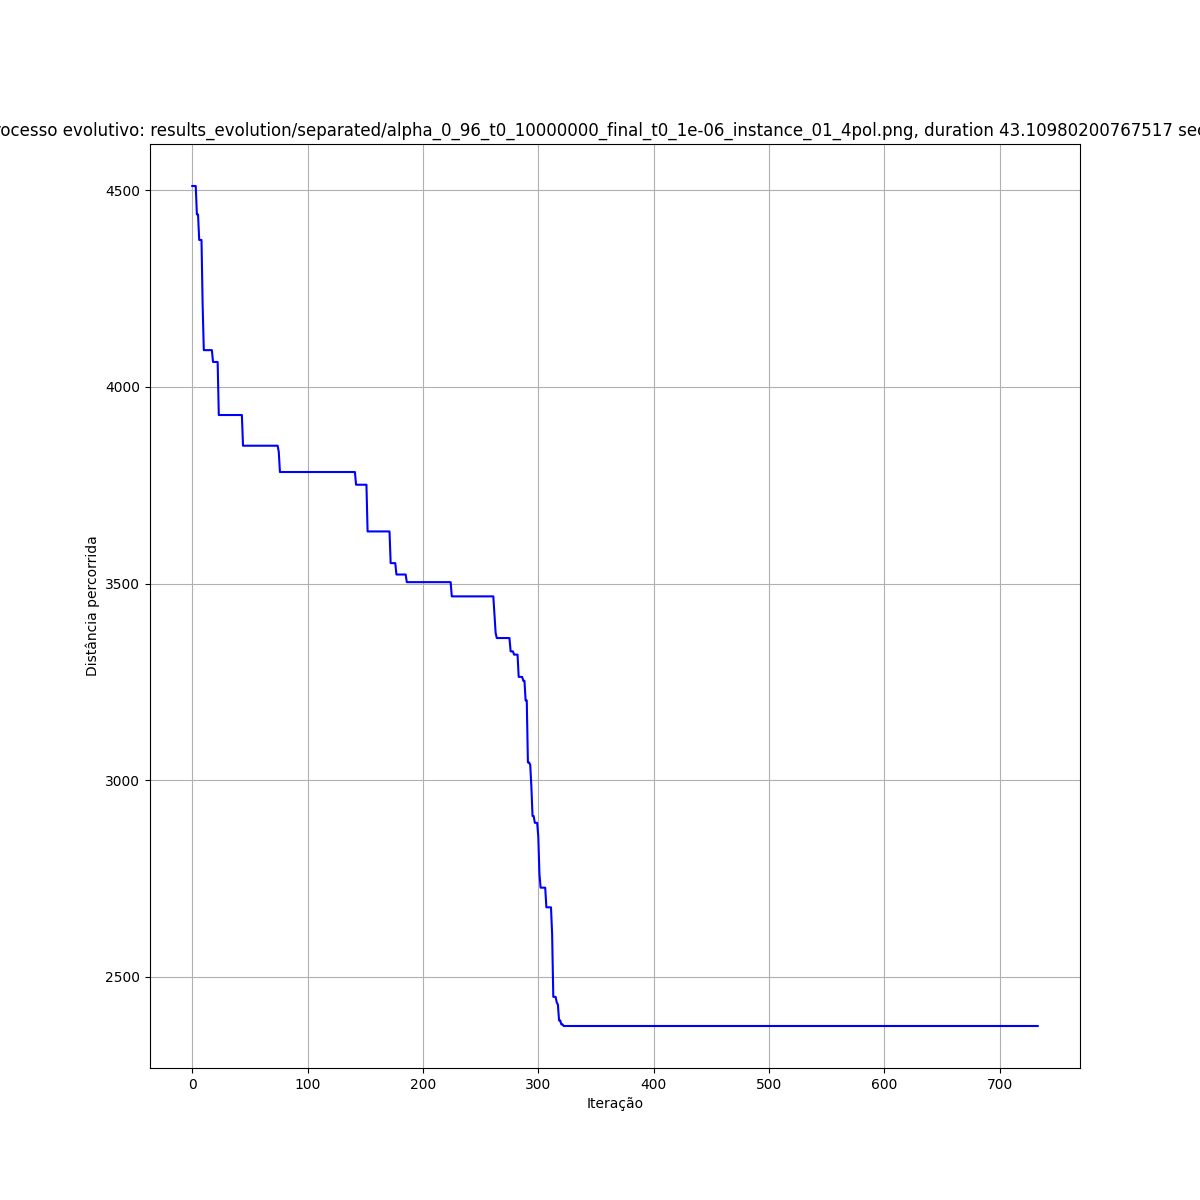 ocesso evolutivo: results_evolution/separated/alpha_0_96_t0_10000000_final_t0_1e-06_instance_01_4pol.png, duration 43.10980200767517 sec
4500
4000
3500
3000
2500
Distância percorrida
0 100 200 300 400 500 600 700
Iteração